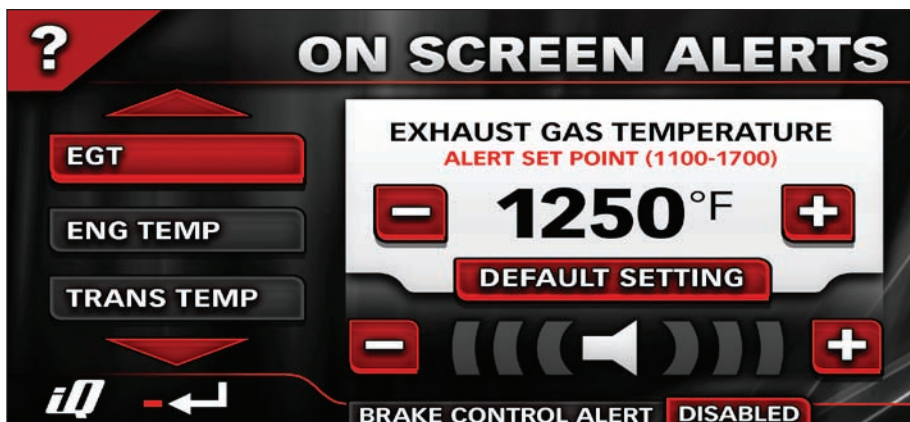 ?
ON SCREEN ALERTS
EGT
ENG TEMP
TRANS TEMP
EXHAUST GAS TEMPERATURE
ALERT SET POINT (1100-1700)
− 1250°F +
DEFAULT SETTING
− +
iQ
BRAKE CONTROL ALERT DISABLED